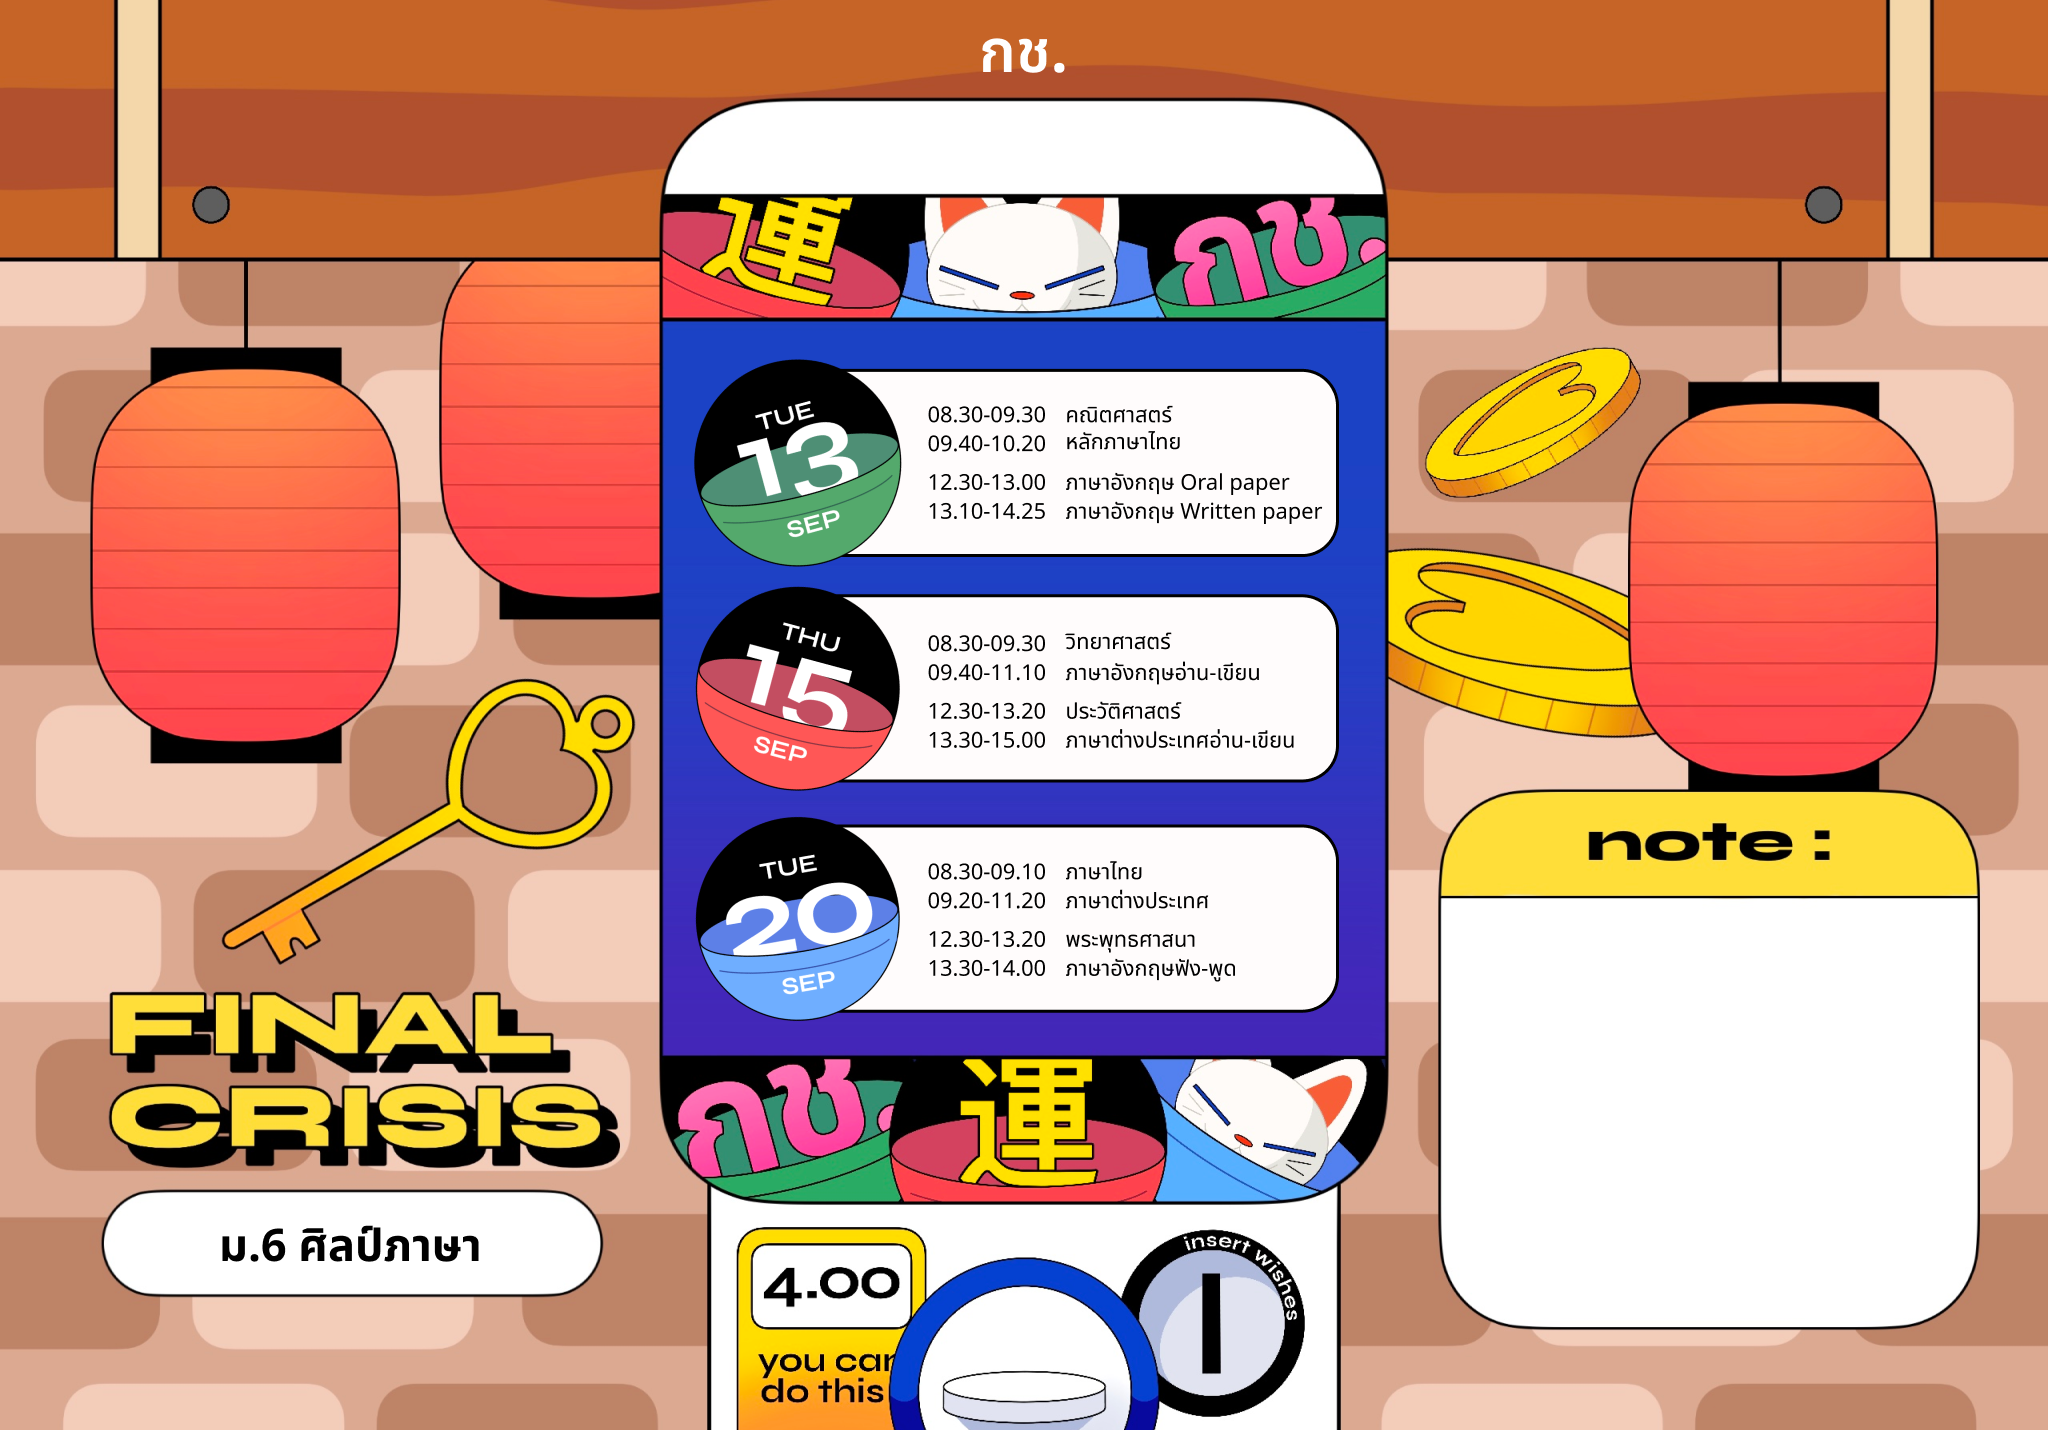 กช.
運
กช.
TUE
13
SEP
08.30-09.30 คณิตศาสตร์
09.40-10.20 หลักภาษาไทย
12.30-13.00 ภาษาอังกฤษ Oral paper
13.10-14.25 ภาษาอังกฤษ Written paper
THU
15
SEP
08.30-09.30 วิทยาศาสตร์
09.40-11.10 ภาษาอังกฤษอ่าน-เขียน
12.30-13.20 ประวัติศาสตร์
13.30-15.00 ภาษาต่างประเทศอ่าน-เขียน
TUE
20
SEP
08.30-09.10 ภาษาไทย
09.20-11.20 ภาษาต่างประเทศ
12.30-13.20 พระพุทธศาสนา
13.30-14.00 ภาษาอังกฤษฟัง-พูด
note :
FINAL
CRISIS
ม.6 ศิลป์ภาษา
กช.
運
4.00
you can
do this
insert wishes